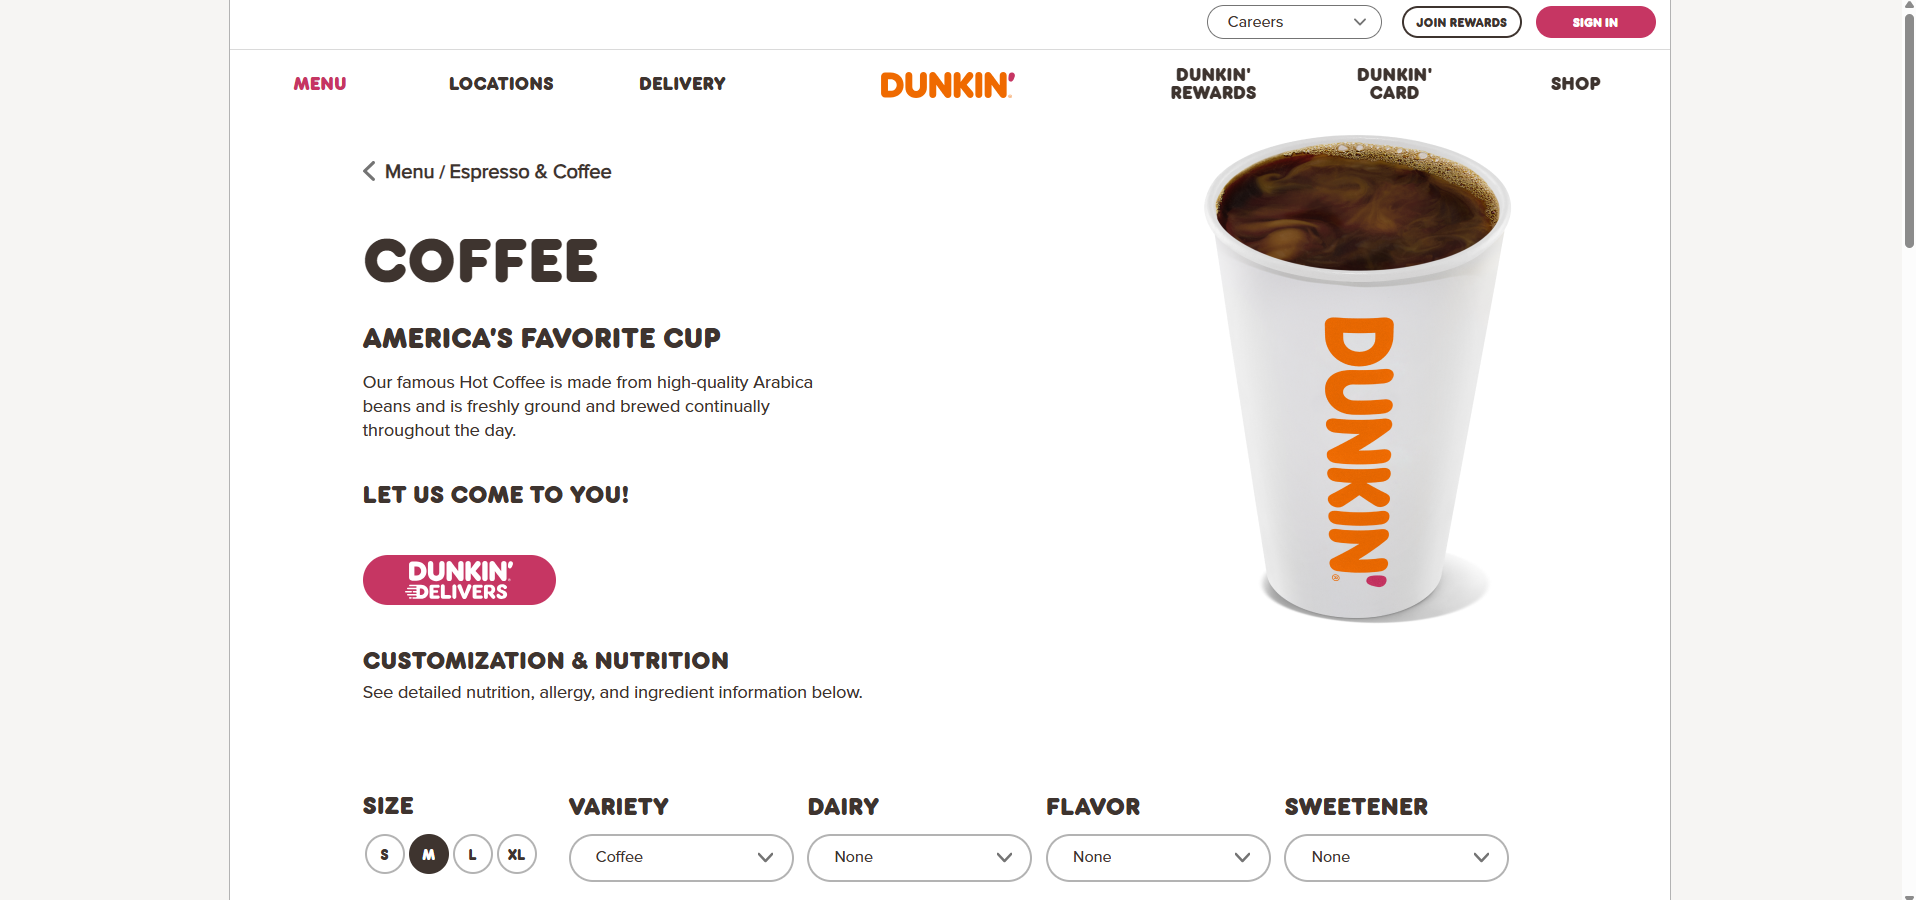 Careers
JOIN REWARDS
SIGN IN
MENU
LOCATIONS
DELIVERY
DUNKIN'
DUNKIN'
REWARDS
DUNKIN'
CARD
SHOP
Menu / Espresso & Coffee
COFFEE
AMERICA'S FAVORITE CUP
Our famous Hot Coffee is made from high-quality Arabica
beans and is freshly ground and brewed continually
throughout the day.
LET US COME TO YOU!
DUNKIN'
DELIVERS
DUNKIN'
CUSTOMIZATION & NUTRITION
See detailed nutrition, allergy, and ingredient information below.
SIZE
S
M
L
XL
VARIETY
Coffee
DAIRY
None
FLAVOR
None
SWEETENER
None